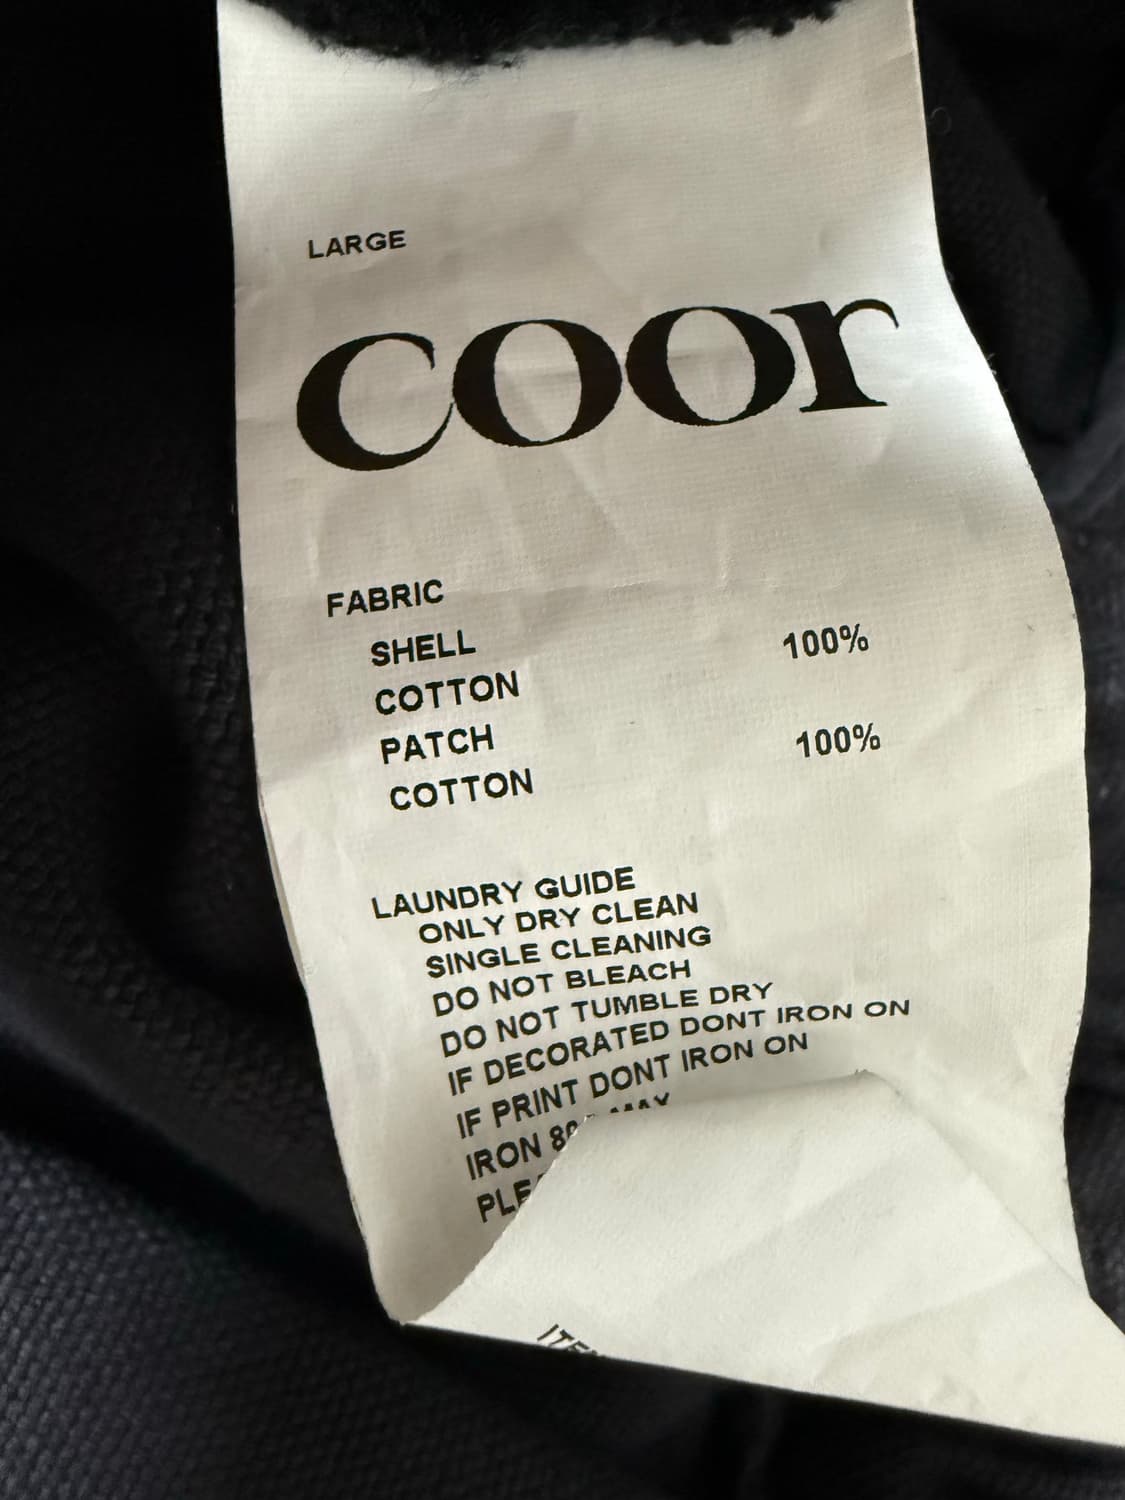 LARGE
coor
FABRIC
SHELL 100%
COTTON
PATCH 100%
COTTON
LAUNDRY GUIDE
ONLY DRY CLEAN
SINGLE CLEANING
DO NOT BLEACH
DO NOT TUMBLE DRY
IF DECORATED DONT IRON ON
IF PRINT DONT IRON ON
IRON